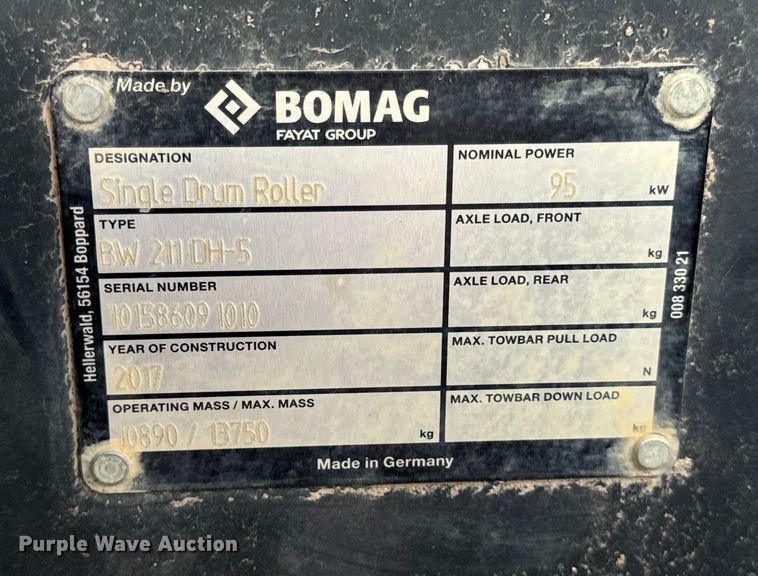 Made by
BOMAG
FAYAT GROUP
DESIGNATION
Single Drum Roller
NOMINAL POWER
95 kW
TYPE
BW 211 DH-5
AXLE LOAD, FRONT
kg
SERIAL NUMBER
10158609 1010
AXLE LOAD, REAR
kg
YEAR OF CONSTRUCTION
2017
MAX. TOWBAR PULL LOAD
N
OPERATING MASS / MAX. MASS
10890 / 13750 kg
MAX. TOWBAR DOWN LOAD
kg
Made in Germany
Hellerwald, 56154 Boppard
008 330 21
Purple Wave Auction